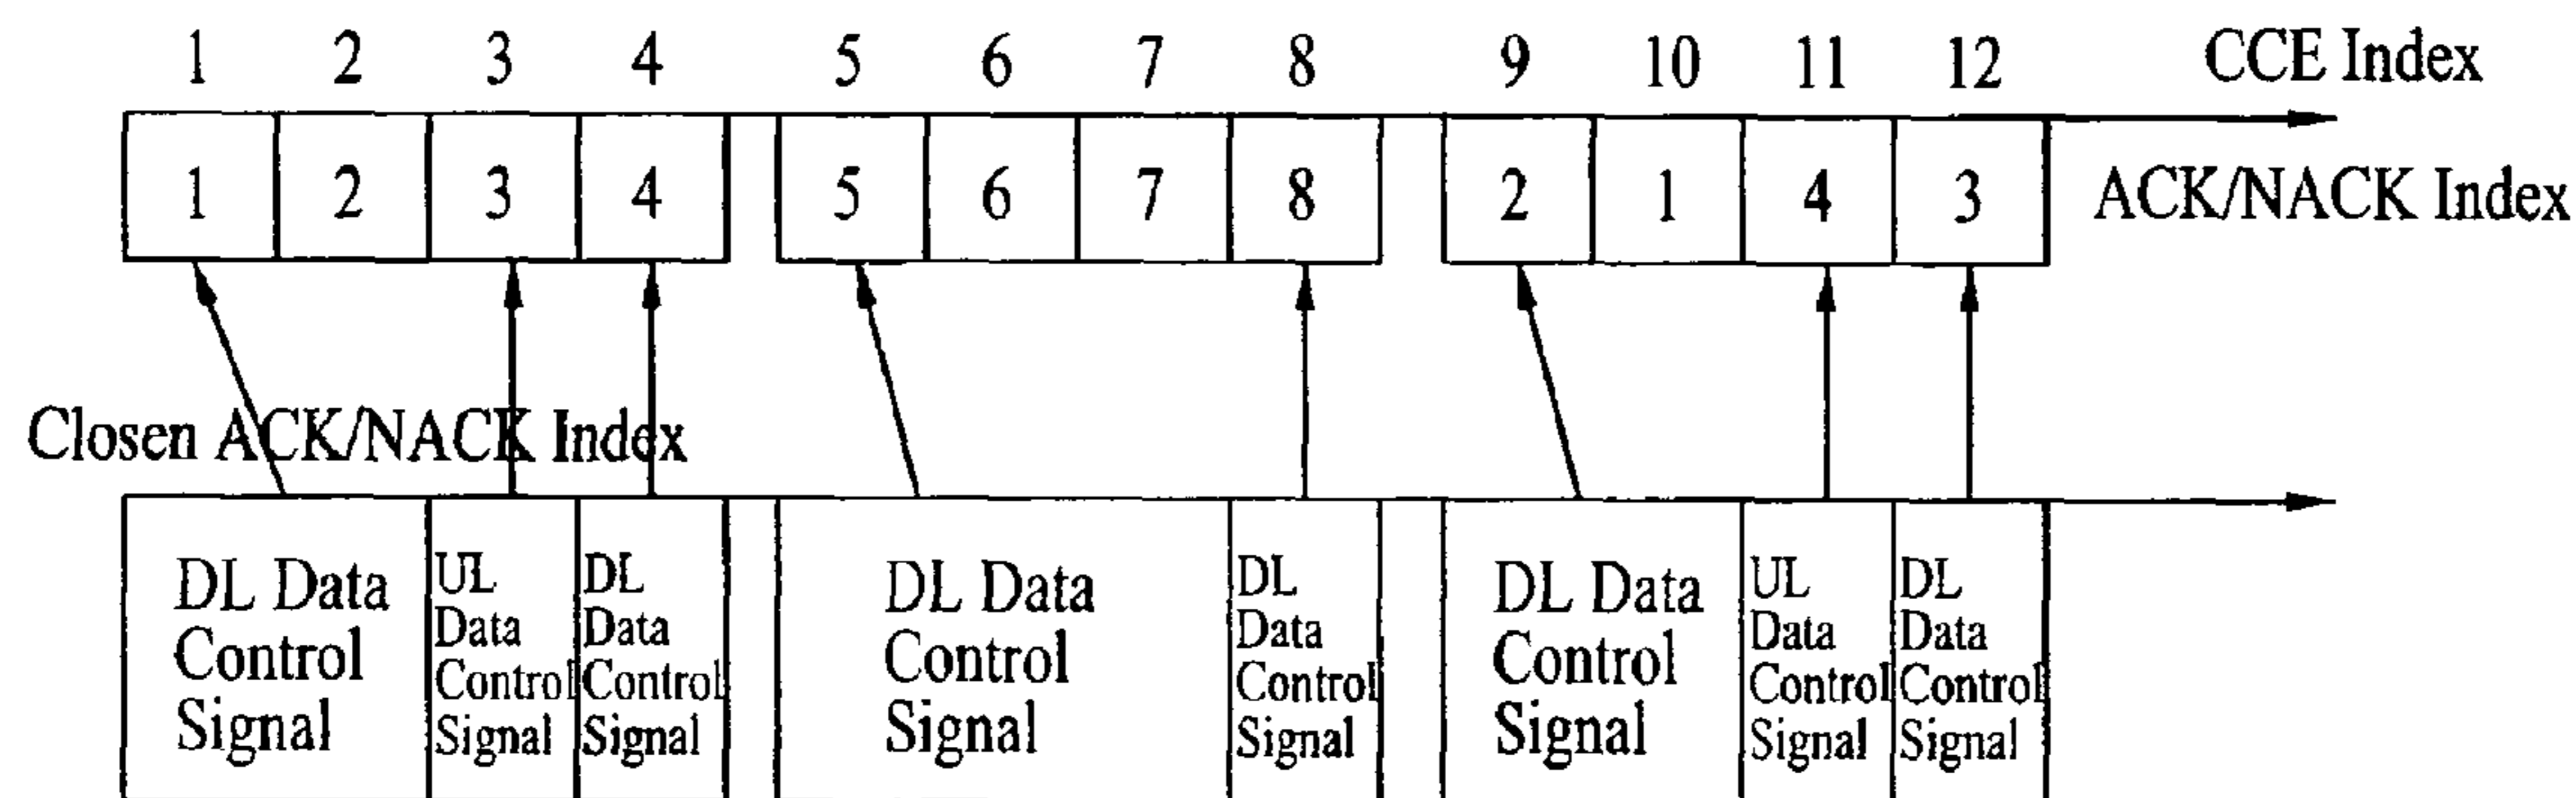 1 2 3 4 5 6 7 8 9 10 11 12 CCE Index
1 2 3 4 5 6 7 8 2 1 4 3 ACK/NACK Index
Closen ACK/NACK Index
DL Data
Control
Signal
UL
Data
Control
Signal
DL
Data
Control
Signal
DL Data
Control
Signal
DL
Data
Control
Signal
DL Data
Control
Signal
UL
Data
Control
Signal
DL
Data
Control
Signal